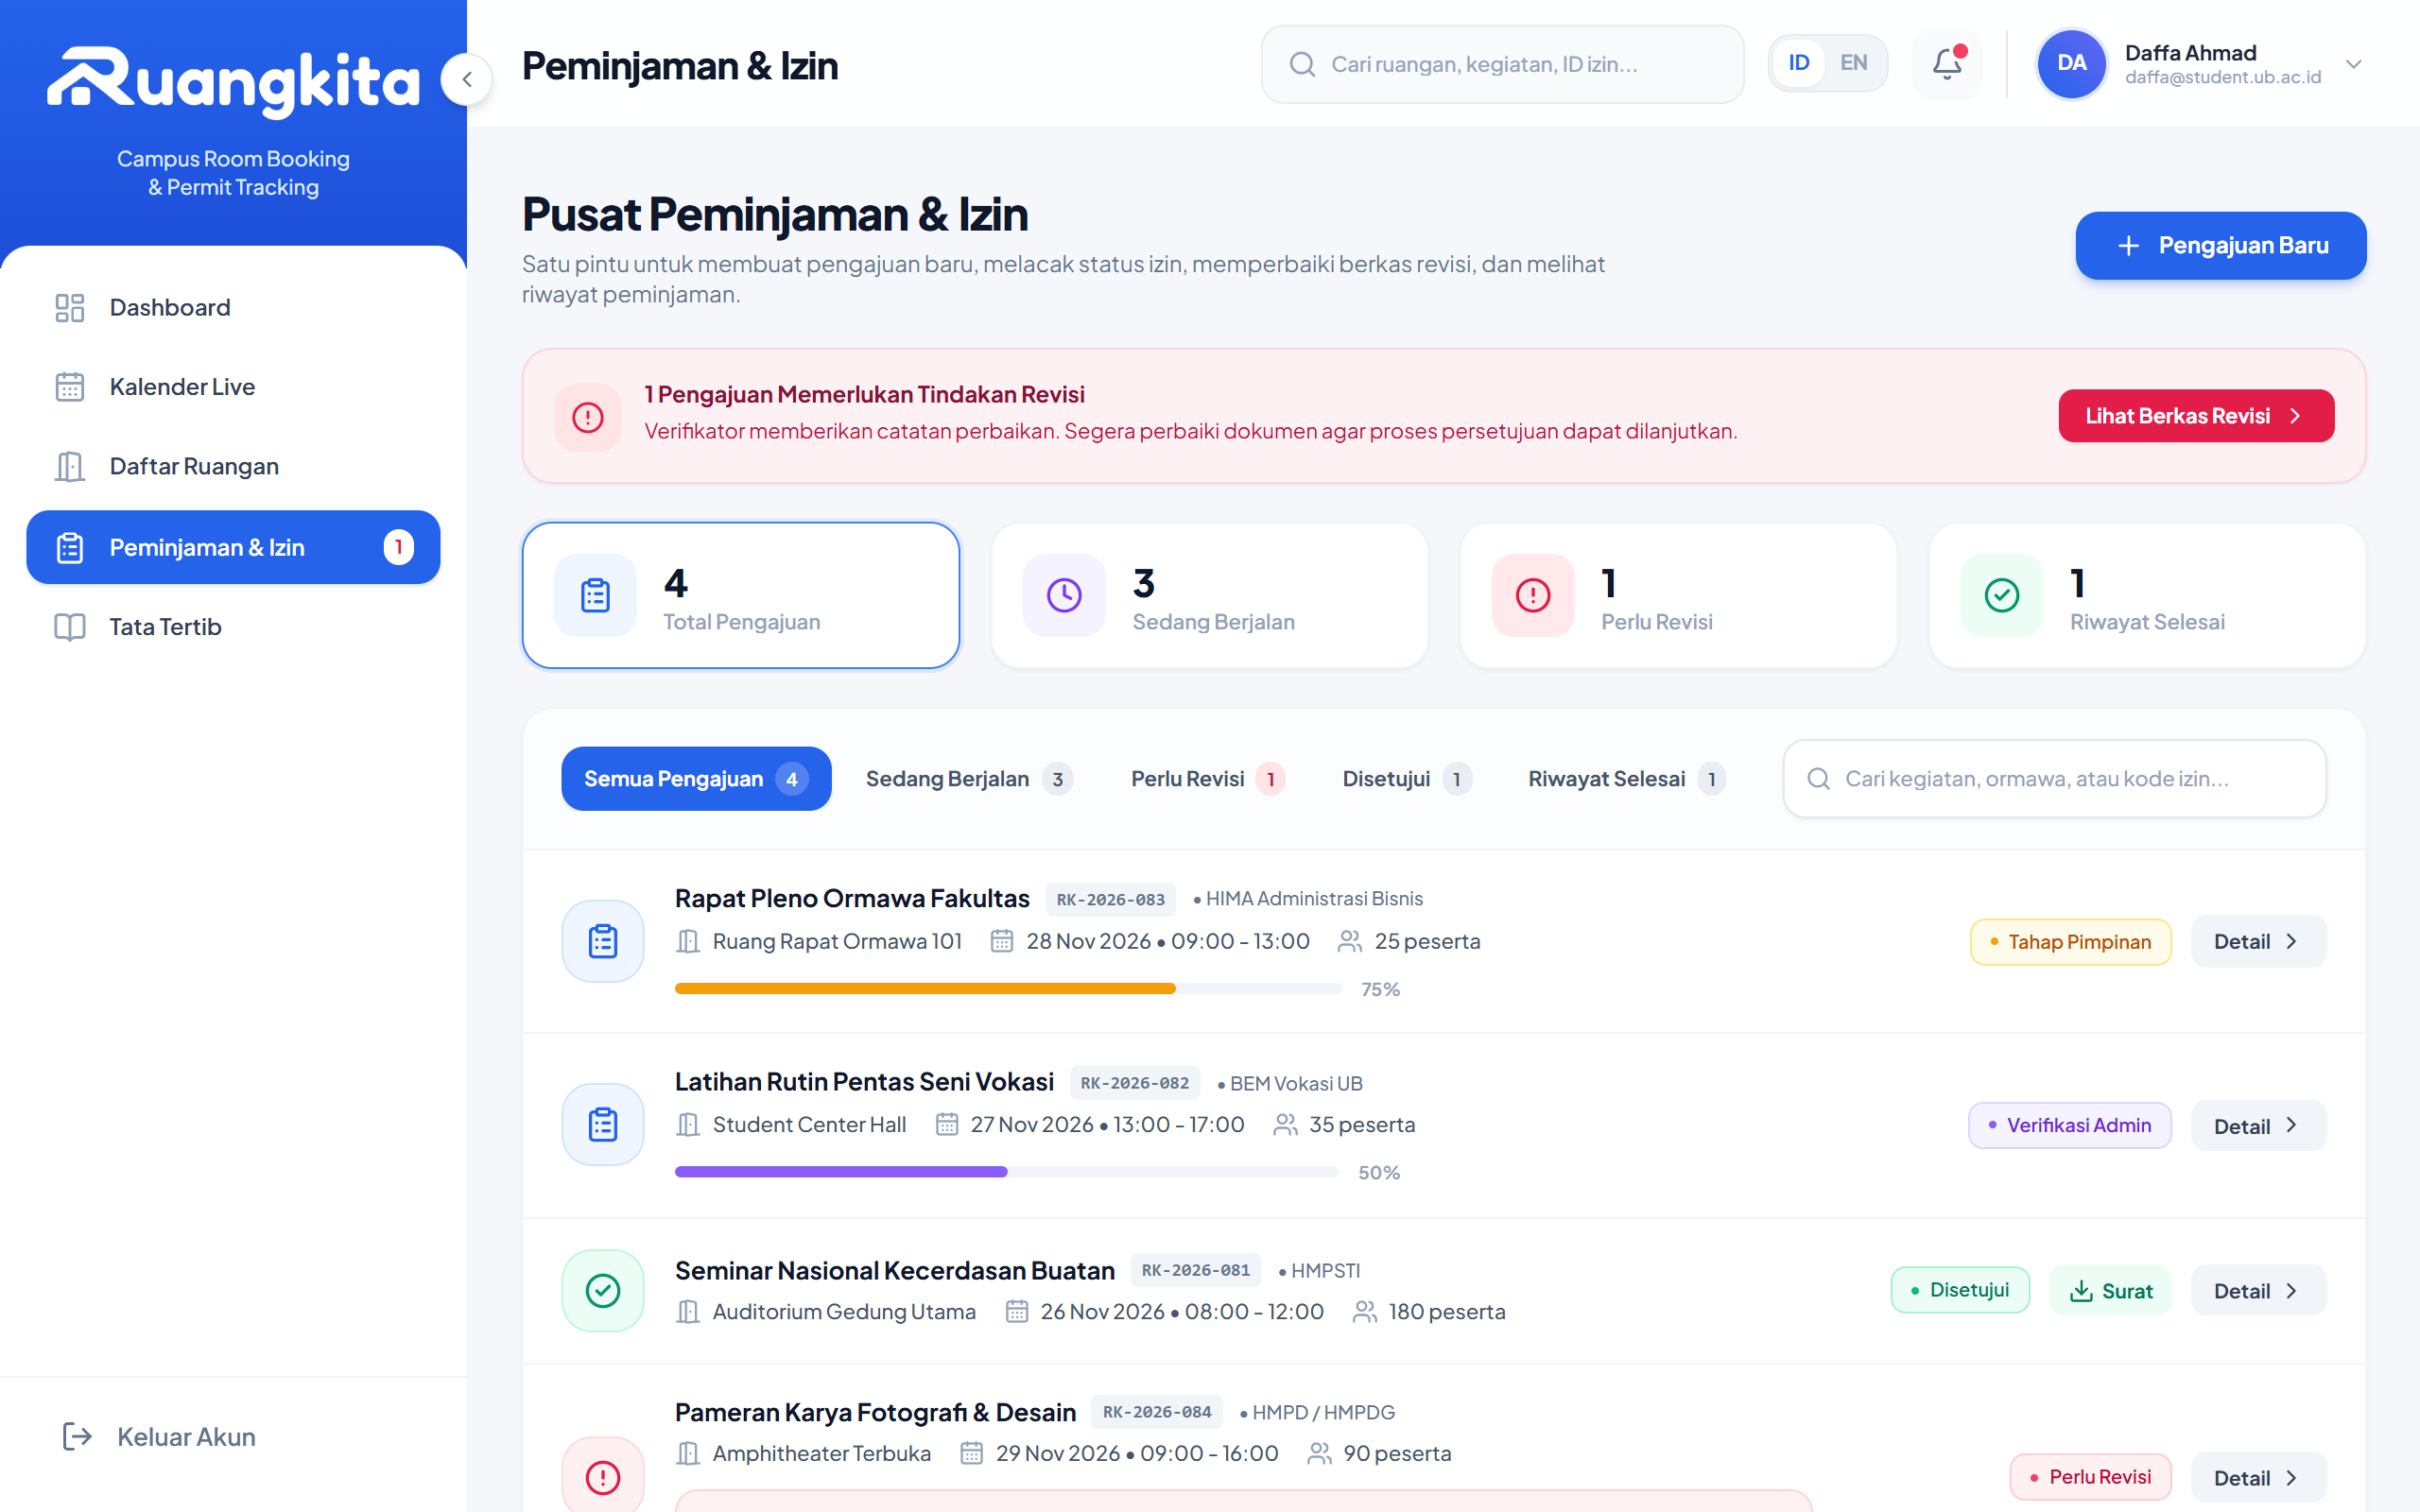 Ruangkita
Campus Room Booking
& Permit Tracking
Dashboard
Kalender Live
Daftar Ruangan
Peminjaman & Izin 1
Tata Tertib
Keluar Akun
Peminjaman & Izin
Cari ruangan, kegiatan, ID izin...
ID EN
DA
Daffa Ahmad
daffa@student.ub.ac.id
Pusat Peminjaman & Izin
Satu pintu untuk membuat pengajuan baru, melacak status izin, memperbaiki berkas revisi, dan melihat
riwayat peminjaman.
+ Pengajuan Baru
1 Pengajuan Memerlukan Tindakan Revisi
Verifikator memberikan catatan perbaikan. Segera perbaiki dokumen agar proses persetujuan dapat dilanjutkan.
Lihat Berkas Revisi
4
Total Pengajuan
3
Sedang Berjalan
1
Perlu Revisi
1
Riwayat Selesai
Semua Pengajuan 4
Sedang Berjalan 3
Perlu Revisi 1
Disetujui 1
Riwayat Selesai 1
Cari kegiatan, ormawa, atau kode izin...
Rapat Pleno Ormawa Fakultas RK-2026-083 • HIMA Administrasi Bisnis
Ruang Rapat Ormawa 101 28 Nov 2026 • 09:00 - 13:00 25 peserta
75%
• Tahap Pimpinan
Detail
Latihan Rutin Pentas Seni Vokasi RK-2026-082 • BEM Vokasi UB
Student Center Hall 27 Nov 2026 • 13:00 - 17:00 35 peserta
50%
• Verifikasi Admin
Detail
Seminar Nasional Kecerdasan Buatan RK-2026-081 • HMPSTI
Auditorium Gedung Utama 26 Nov 2026 • 08:00 - 12:00 180 peserta
• Disetujui
Surat
Detail
Pameran Karya Fotografi & Desain RK-2026-084 • HMPD / HMPDG
Amphitheater Terbuka 29 Nov 2026 • 09:00 - 16:00 90 peserta
• Perlu Revisi
Detail